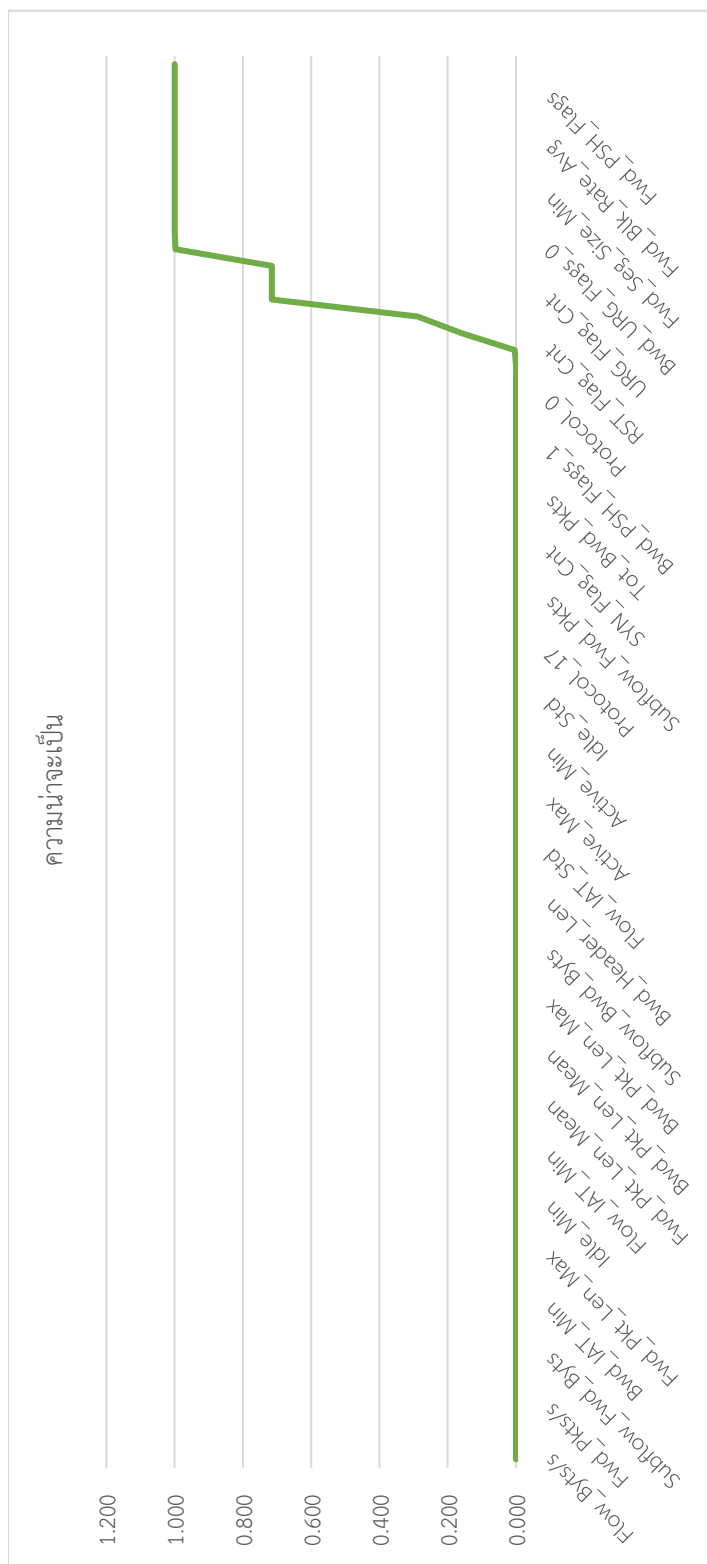 ความน่าจะเป็น
1.200
1.000
0.800
0.600
0.400
0.200
0.000
Flow_Byts/s
Fwd_Pkts/s
Subflow_Fwd_Byts
Bwd_IAT_Min
Fwd_Pkt_Len_Max
Idle_Min
Flow_IAT_Min
Fwd_Pkt_Len_Mean
Bwd_Pkt_Len_Mean
Bwd_Pkt_Len_Max
Subflow_Bwd_Byts
Bwd_Header_Len
Flow_IAT_Std
Active_Max
Active_Min
Idle_Std
Protocol_17
Subflow_Fwd_Pkts
SYN_Flag_Cnt
Tot_Bwd_Pkts
Bwd_PSH_Flags_1
Protocol_0
RST_Flag_Cnt
URG_Flag_Cnt
Bwd_URG_Flags_0
Fwd_Seg_Size_Min
Fwd_Blk_Rate_Avg
Fwd_PSH_Flags